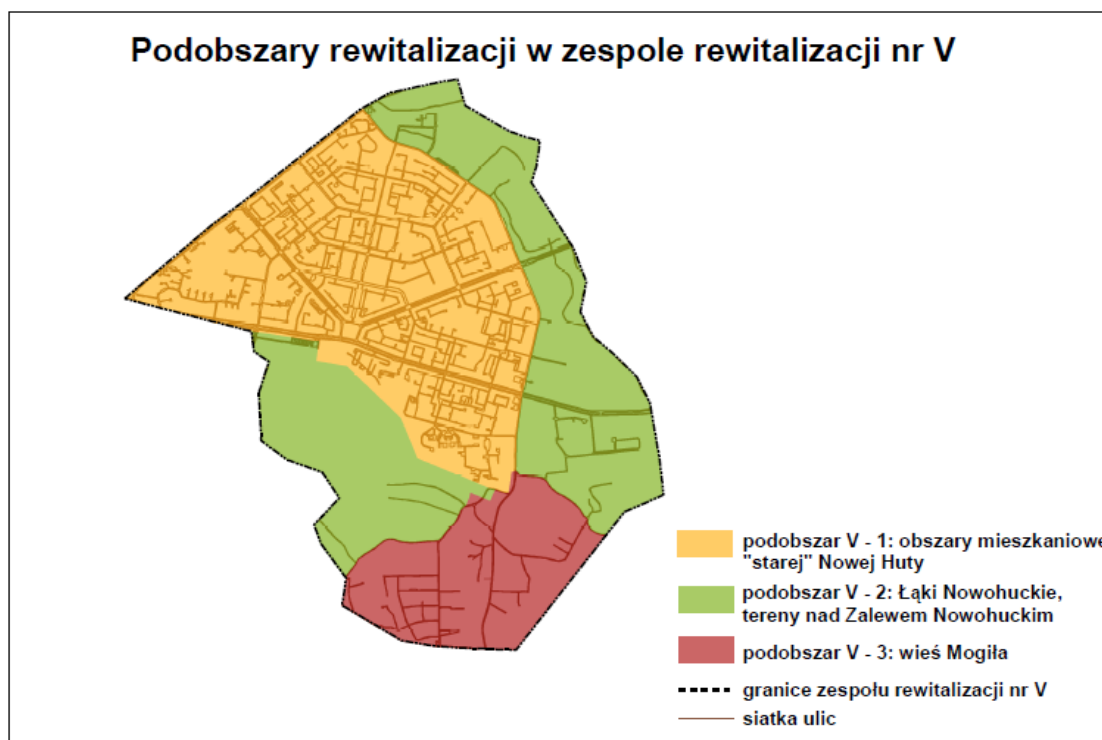 Podobszary rewitalizacji w zespole rewitalizacji nr V
podobszar V - 1: obszary mieszkaniowe
"starej" Nowej Huty
podobszar V - 2: Łąki Nowohuckie,
tereny nad Zalewem Nowohuckim
podobszar V - 3: wieś Mogiła
granice zespołu rewitalizacji nr V
siatka ulic